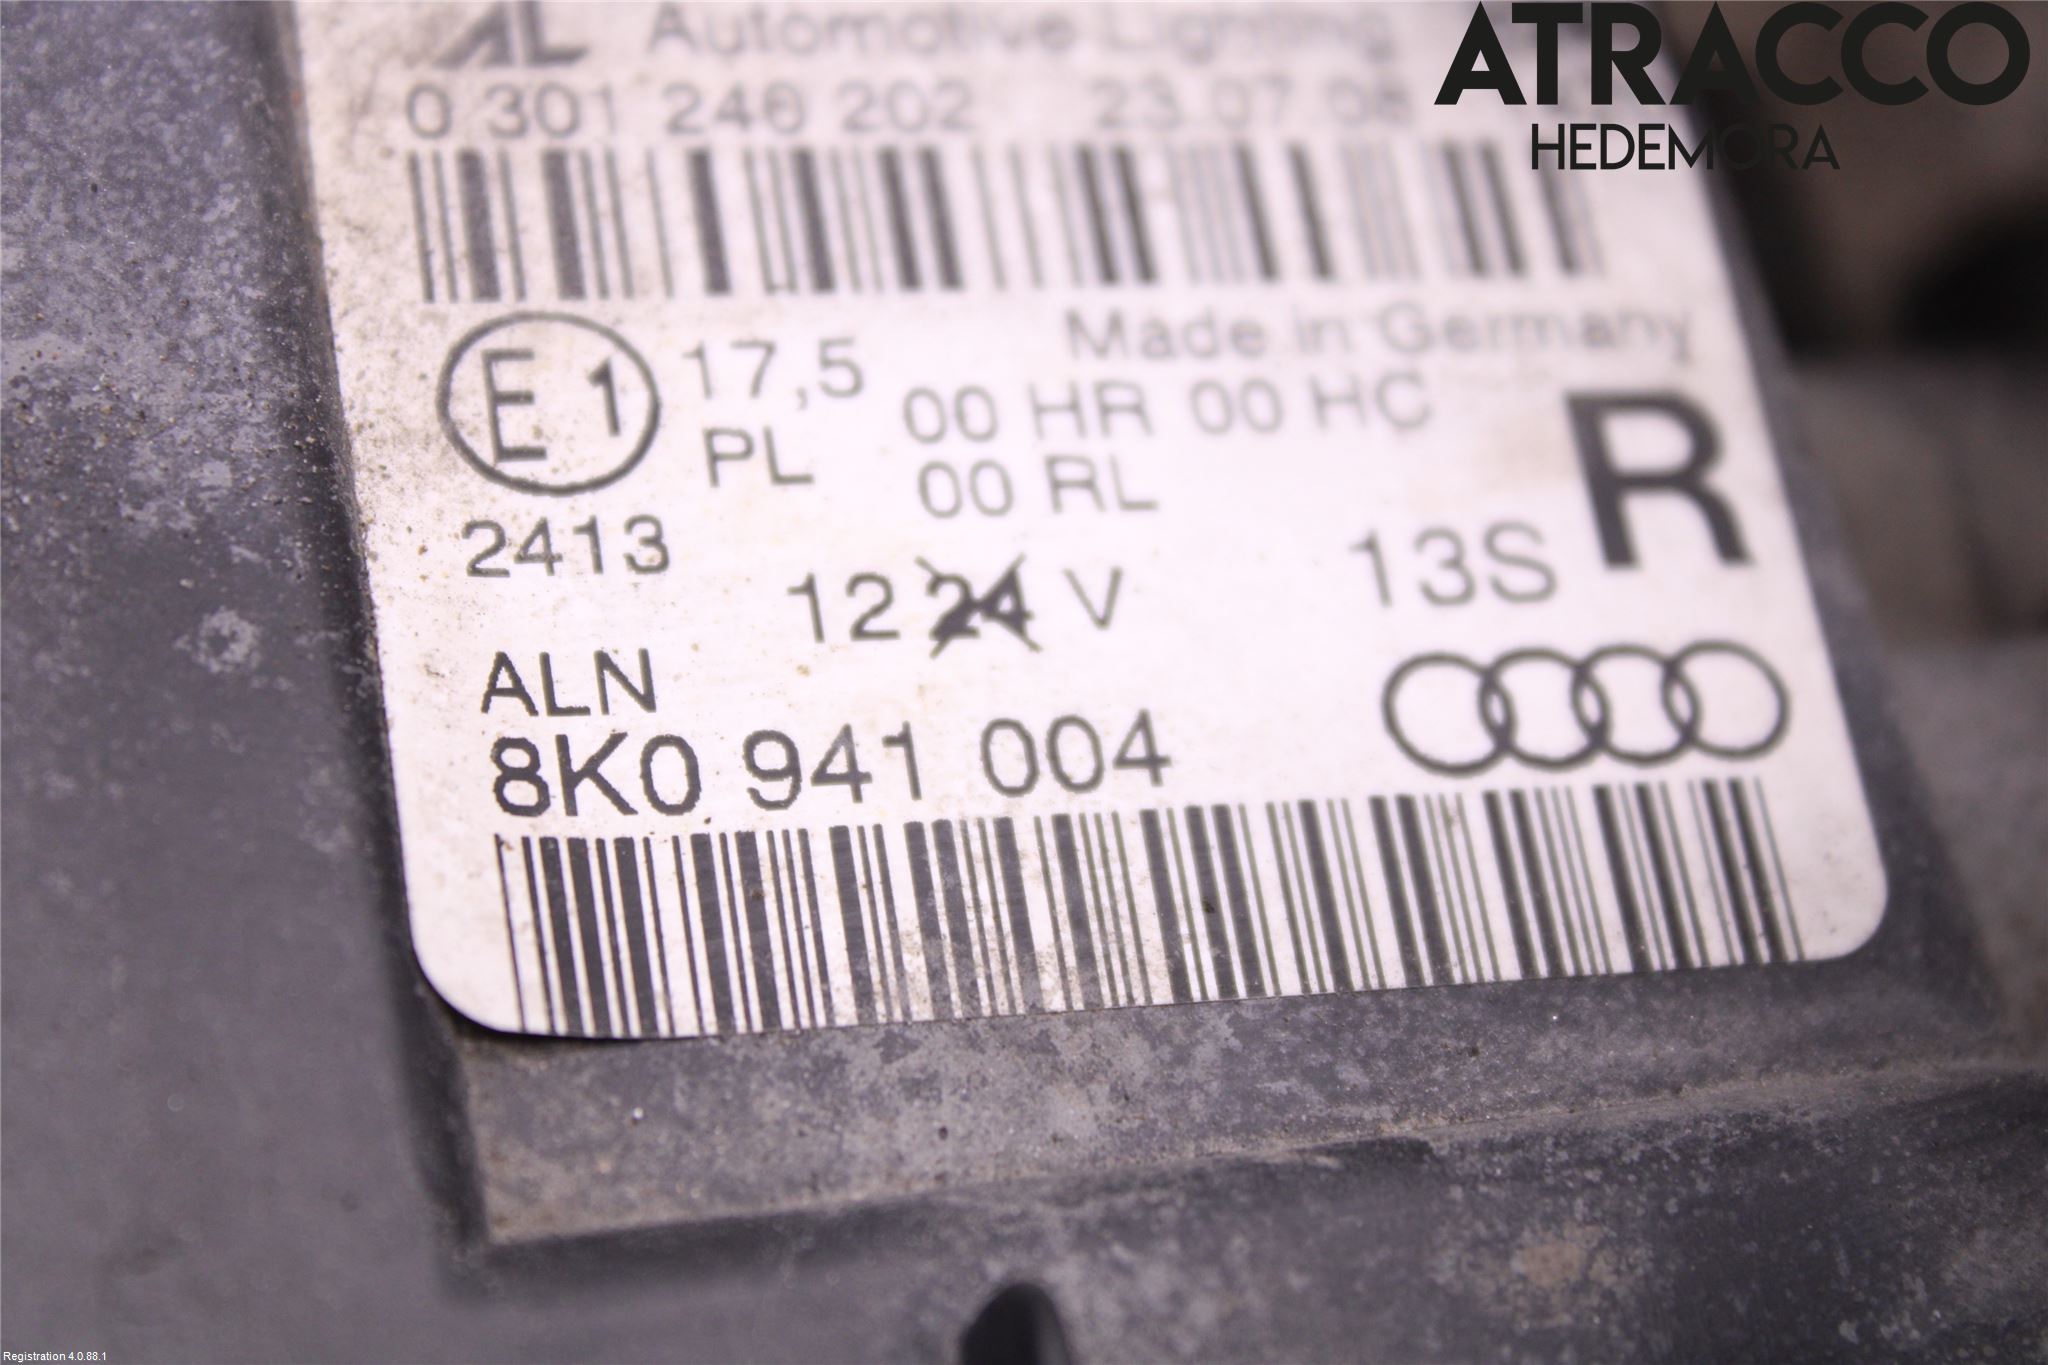 ATRACCO
HEDEMORA
AL Automotive Lighting
0 301 246 202 23.07.08
Made in Germany
E1 17,5
PL 00 HR 00 HC
00 RL
R
2413
12 24 V
13S
ALN
8K0 941 004
Registration 4.0.88.1